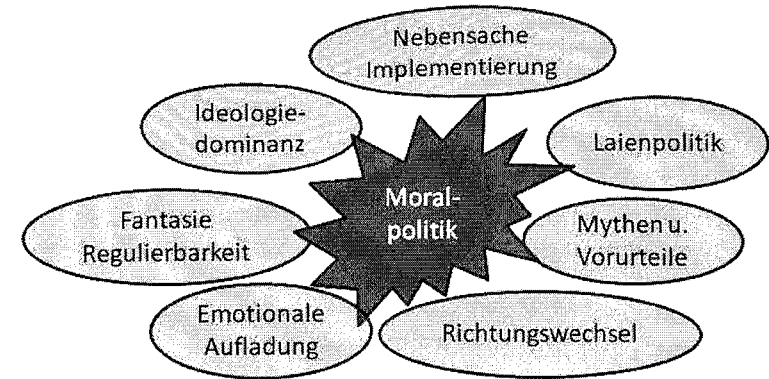 Nebensache
Implementierung
Ideologie-
dominanz
Laienpolitik
Moral-
politik
Fantasie
Regulierbarkeit
Mythen u.
Vorurteile
Emotionale
Aufladung
Richtungswechsel